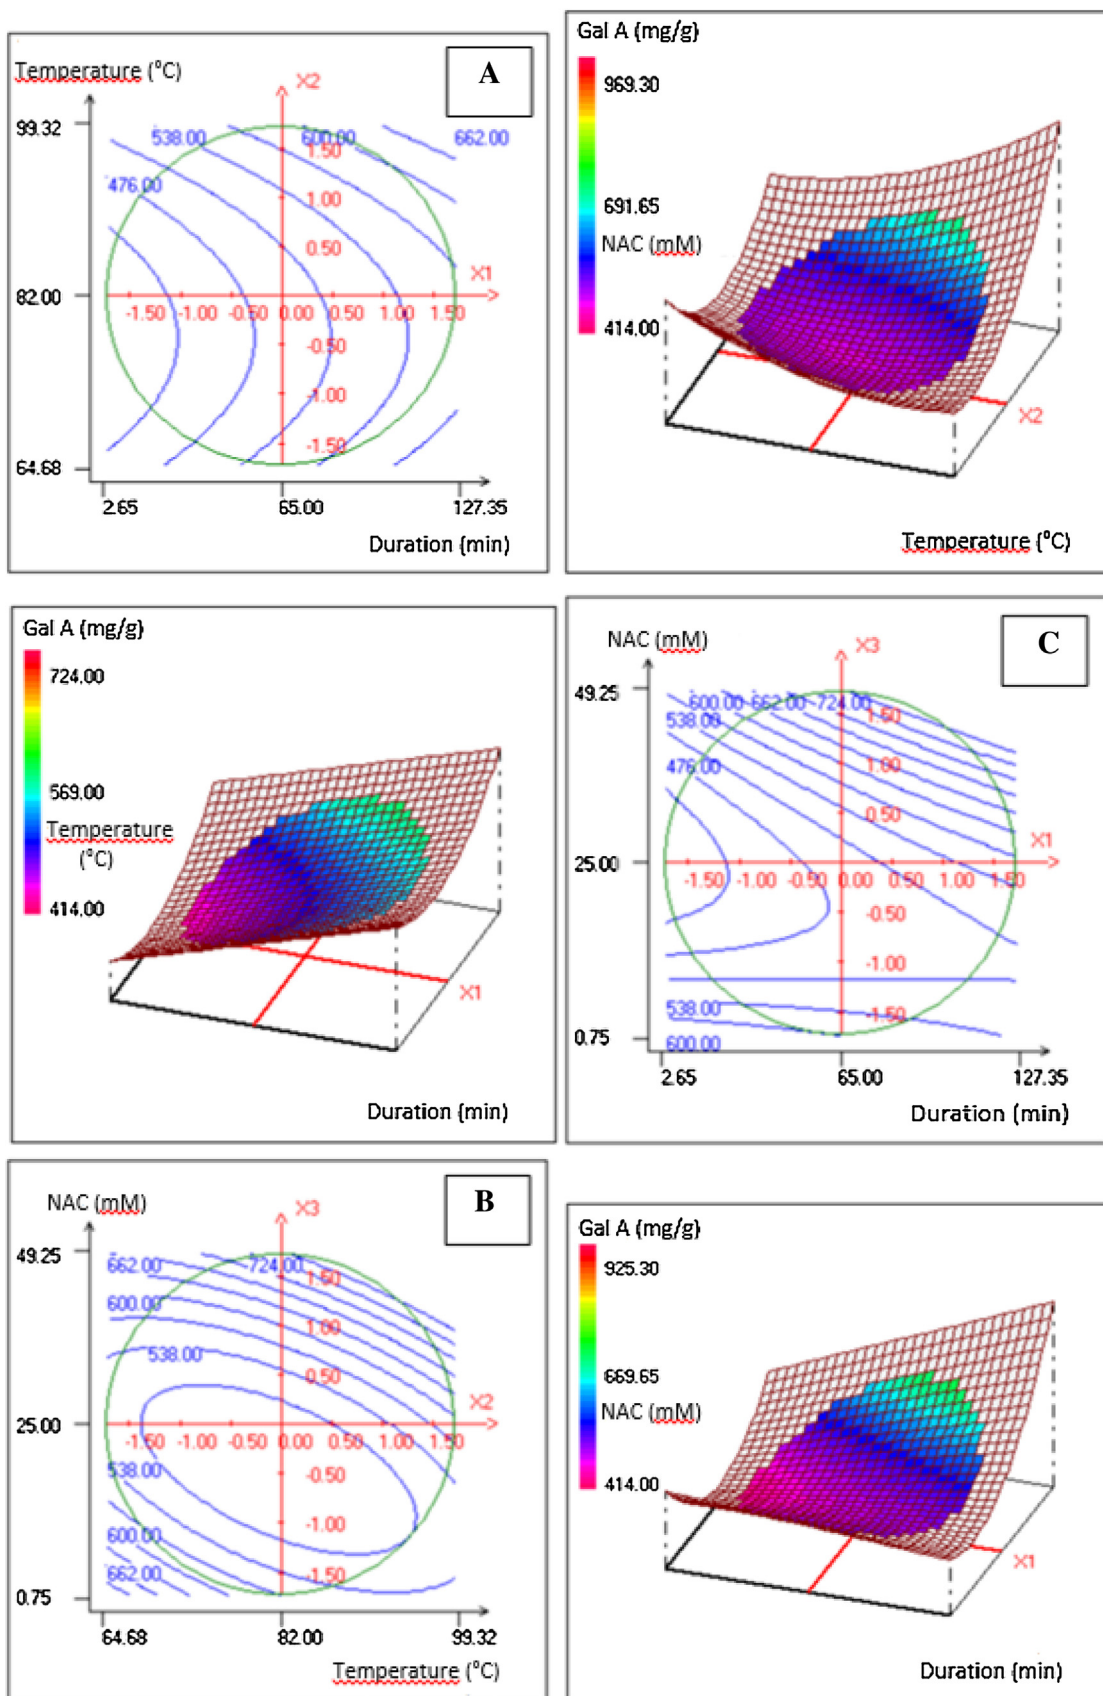 Temperature (°C)
A
X2
99.32
538.00
600.00
662.00
1.50
476.00
1.00
0.50
X1
82.00
-1.50 -1.00 -0.50 0.00 0.50 1.00 1.50
-0.50
-1.00
-1.50
64.68
2.65
65.00
127.35
Duration (min)
Gal A (mg/g)
969.30
691.65
NAC (mM)
414.00
X2
Temperature (°C)
Gal A (mg/g)
724.00
569.00
Temperature
(°C)
414.00
X1
Duration (min)
NAC (mM)
X3
C
49.25
600.00 662.00 724.00
538.00
1.50
476.00
1.00
0.50
X1
25.00
-1.50 -1.00 -0.50 0.00 0.50 1.00 1.50
-0.50
-1.00
538.00
-1.50
0.75
600.00
2.65
65.00
127.35
Duration (min)
NAC (mM)
X3
B
49.25
662.00
724.00
1.50
600.00
1.00
538.00
0.50
X2
25.00
-1.50 -1.00 -0.50 0.00 0.50 1.00 1.50
538.00
-0.50
-1.00
600.00
662.00
-1.50
0.75
64.68
82.00
99.32
Temperature (°C)
Gal A (mg/g)
925.30
669.65
NAC (mM)
414.00
X1
Duration (min)